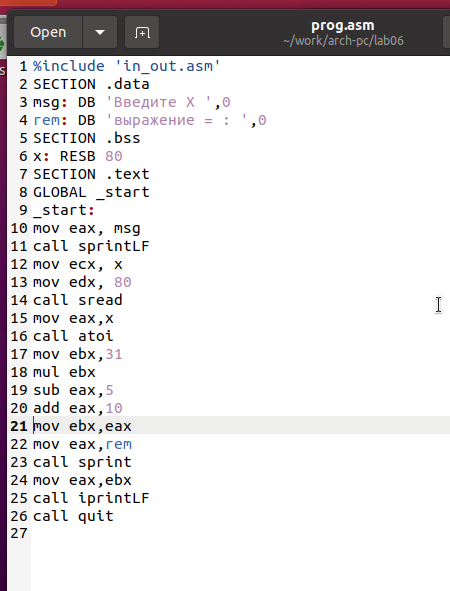 Open
prog.asm
~/work/arch-pc/lab06
1 %include 'in_out.asm'
2 SECTION .data
3 msg: DB 'Введите X ',0
4 rem: DB 'выражение = : ',0
5 SECTION .bss
6 x: RESB 80
7 SECTION .text
8 GLOBAL _start
9 _start:
10 mov eax, msg
11 call sprintLF
12 mov ecx, x
13 mov edx, 80
14 call sread
15 mov eax,x
16 call atoi
17 mov ebx,31
18 mul ebx
19 sub eax,5
20 add eax,10
21 mov ebx,eax
22 mov eax,rem
23 call sprint
24 mov eax,ebx
25 call iprintLF
26 call quit
27